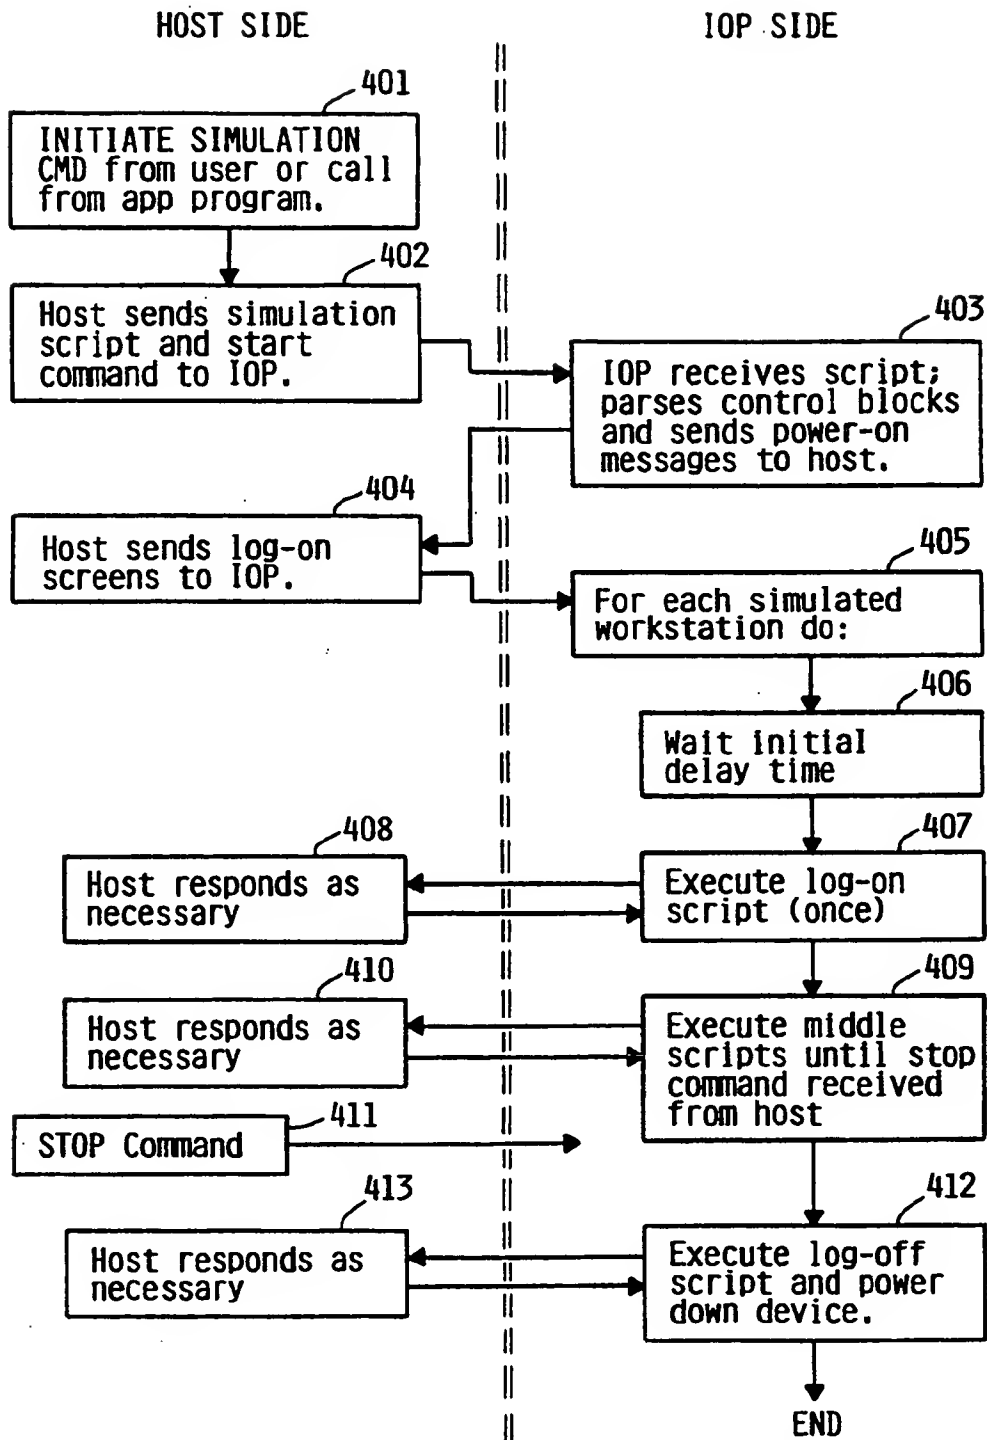 HOST SIDE
IOP SIDE
401
INITIATE SIMULATION
CMD from user or call
from app program.
402
Host sends simulation
script and start
command to IOP.
403
IOP receives script;
parses control blocks
and sends power-on
messages to host.
404
Host sends log-on
screens to IOP.
405
For each simulated
workstation do:
406
Wait initial
delay time
407
Execute log-on
script (once)
408
Host responds as
necessary
409
Execute middle
scripts until stop
command received
from host
410
Host responds as
necessary
411
STOP Command
412
Execute log-off
script and power
down device.
413
Host responds as
necessary
END